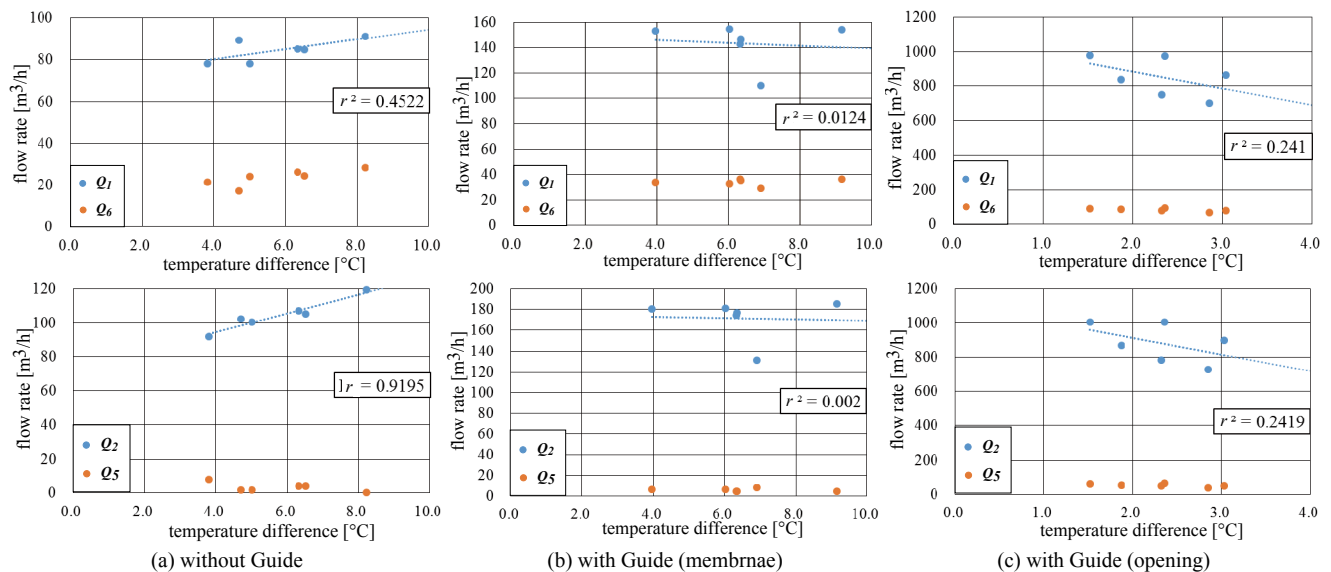 100
80
60
40
20
0
flow rate [m³/h]
r ² = 0.4522
Q1
Q6
0.0 2.0 4.0 6.0 8.0 10.0
temperature difference [°C]
160
140
120
100
80
60
40
20
0
flow rate [m³/h]
r ² = 0.0124
Q1
Q6
0.0 2.0 4.0 6.0 8.0 10.0
temperature difference [°C]
1200
1000
800
600
400
200
0
flow rate [m³/h]
r ² = 0.241
Q1
Q6
0.0 1.0 2.0 3.0 4.0
temperature difference [°C]
120
100
80
60
40
20
0
flow rate [m³/h]
r = 0.9195
Q2
Q5
0.0 2.0 4.0 6.0 8.0 10.0
temperature difference [°C]
200
180
160
140
120
100
80
60
40
20
0
flow rate [m³/h]
r ² = 0.002
Q2
Q5
0.0 2.0 4.0 6.0 8.0 10.0
temperature difference [°C]
1200
1000
800
600
400
200
0
flow rate [m³/h]
r ² = 0.2419
Q2
Q5
0.0 1.0 2.0 3.0 4.0
temperature difference [°C]
(a) without Guide
(b) with Guide (membrnae)
(c) with Guide (opening)